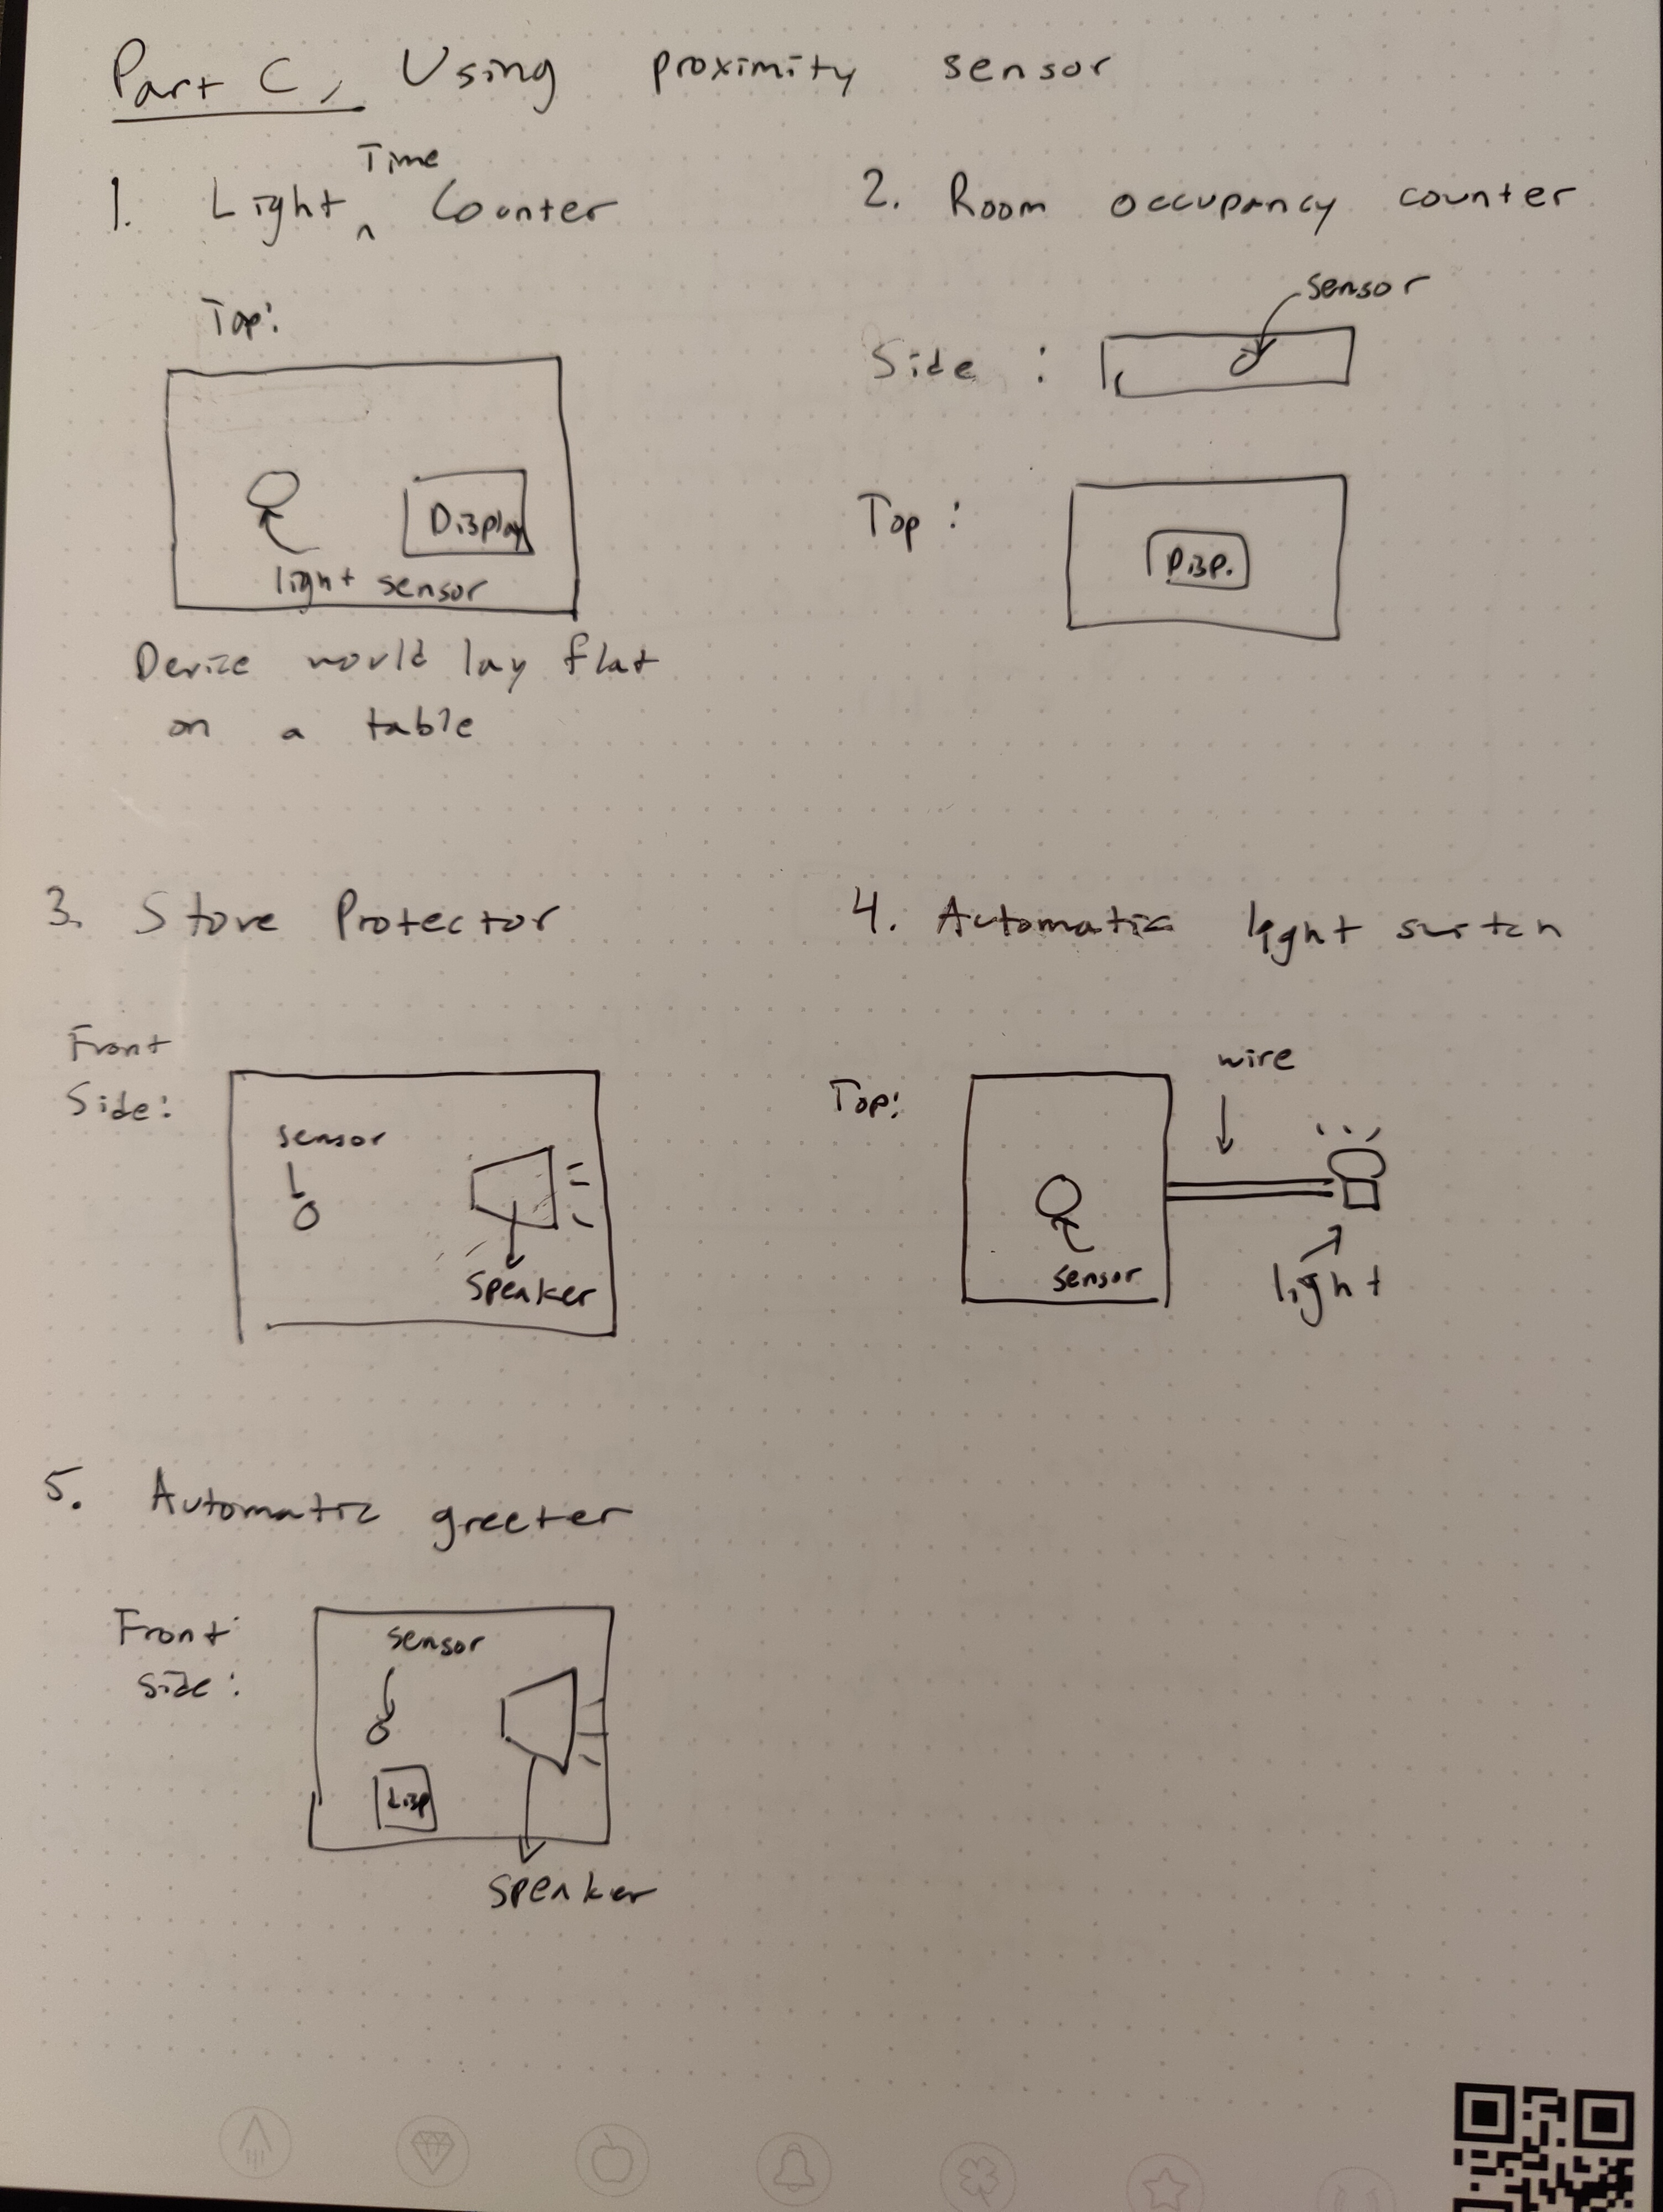 Part C, Using proximity sensor
1. Light Time Counter
Top:
Display
light sensor
Device would lay flat
on a table
2. Room occupancy counter
sensor
Side :
Top :
Disp.
3. Store Protector
Front
Side:
sensor
Speaker
4. Automatic light switch
wire
Top:
sensor
light
5. Automatic greeter
Front
side:
sensor
Disp
Speaker